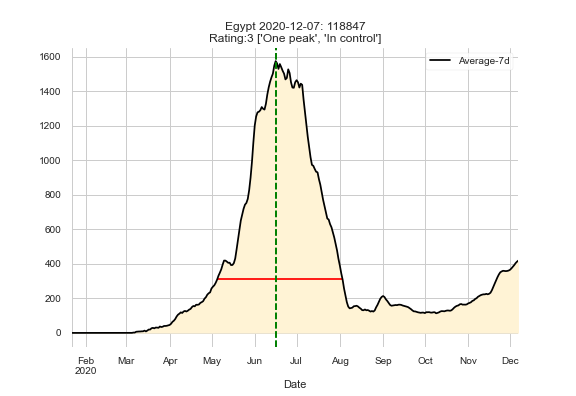 Egypt 2020-12-07: 118847
Rating:3 ['One peak', 'In control']
Average-7d
1600
1400
1200
1000
800
600
400
200
0
Feb Mar Apr May Jun Jul Aug Sep Oct Nov Dec
2020
Date